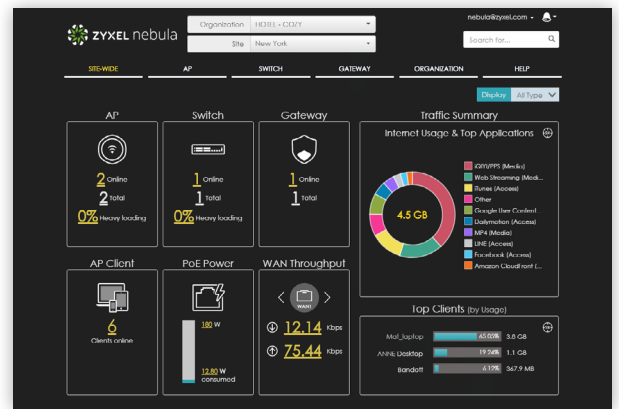 nebula@zyxel.com
ZYXEL nebula
Organization HOTEL - COZY
Site New York
Search for...
SITE-WIDE AP SWITCH GATEWAY ORGANIZATION HELP
Display All Type
AP
2 Online
2 Total
0% Heavy loading
Switch
1 Online
1 Total
0% Heavy loading
Gateway
1 Online
1 Total
Traffic Summary
Internet Usage & Top Applications
4.5 GB
iQIYI/PPS (Media)
Web Streaming (Medi...
iTunes (Access)
Other
Google User Content...
Dailymotion (Access)
MP4 (Media)
LINE (Access)
Facebook (Access)
Amazon CloudFront (...
AP Client
6
Clients online
PoE Power
180 W
12.80 W
consumed
WAN Throughput
WAN1
12.14 Kbps
75.44 Kbps
Top Clients (by Usage)
Mat_laptop 65.05% 3.8 GB
ANNE Desktop 19.24% 1.1 GB
Bandott 6.12% 367.9 MB